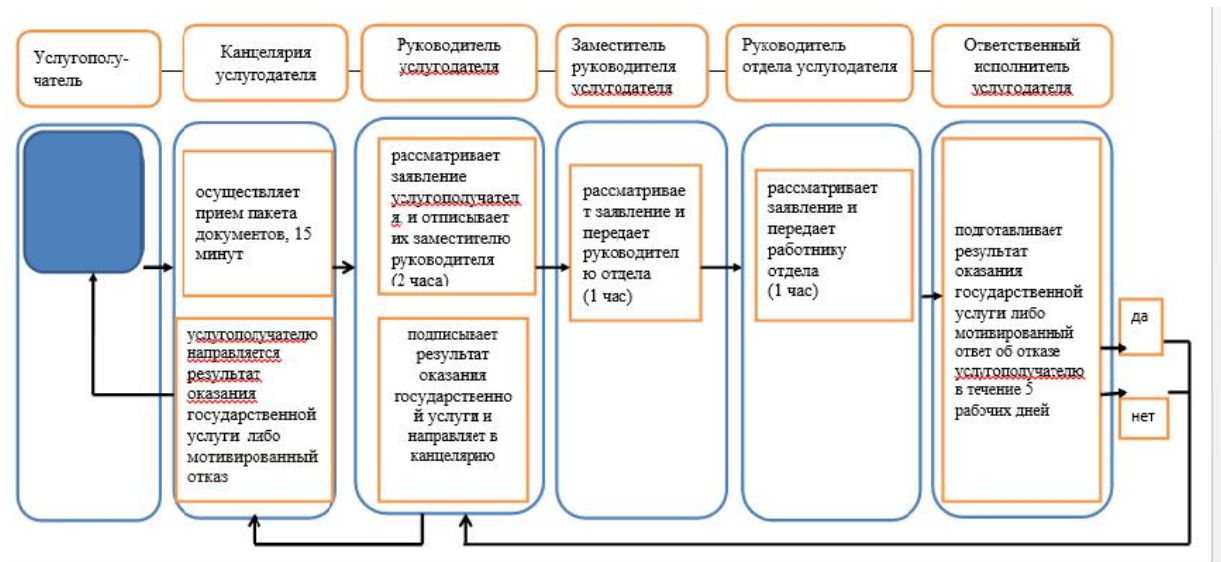 Услугополу-
чатель
Канцелярия
услугодателя
Руководитель
услугодателя
Заместитель
руководителя
услугодателя
Руководитель
отдела услугодателя
Ответственный
исполнитель
услугодателя
осуществляет
прием пакета
документов, 15
минут
рассматривает
заявление
услугополучател
я, и отписывает
их заместителю
руководителя
(2 часа)
рассматривае
т заявление и
передает
руководител
ю отдела
(1 час)
рассматривает
заявление и
передает
работнику
отдела
(1 час)
подготавливает
результат
оказания
государственной
услуги либо
мотивированный
ответ об отказе
услугополучателю
в течение 5
рабочих дней
да
нет
услугополучателю
направляется
результат
оказания
государственной
услуги либо
мотивированный
отказ
подписывает
результат
оказания
государственно
й услуги и
направляет в
канцелярию